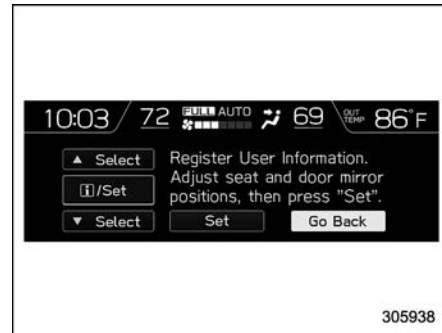 10:03 72 FULL AUTO 69 OUT TEMP 86°F
▲ Select
i/Set
▼ Select
Register User Information.
Adjust seat and door mirror
positions, then press "Set".
Set Go Back
305938